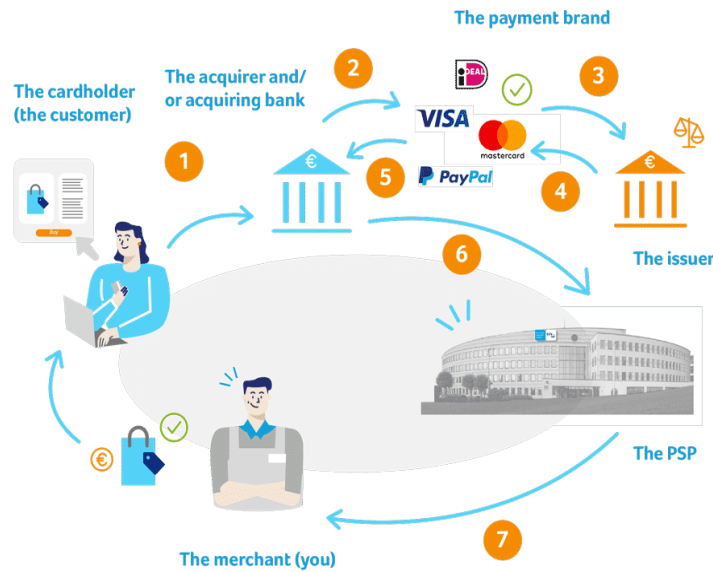 The payment brand
2
3
iDEAL
The cardholder
(the customer)
The acquirer and/
or acquiring bank
VISA
mastercard
1
€
€
5
PayPal
4
Buy
6
The issuer
€
The PSP
7
The merchant (you)